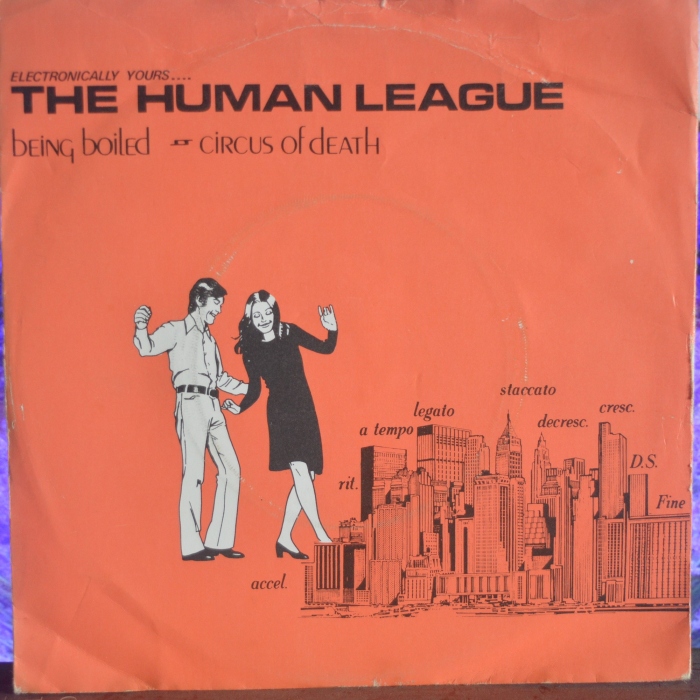 ELECTRONICALLY YOURS....
THE HUMAN LEAGUE
being boiled - circus of death
staccato
legato
cresc.
a tempo
decresc.
D.S.
rit.
Fine
accel.